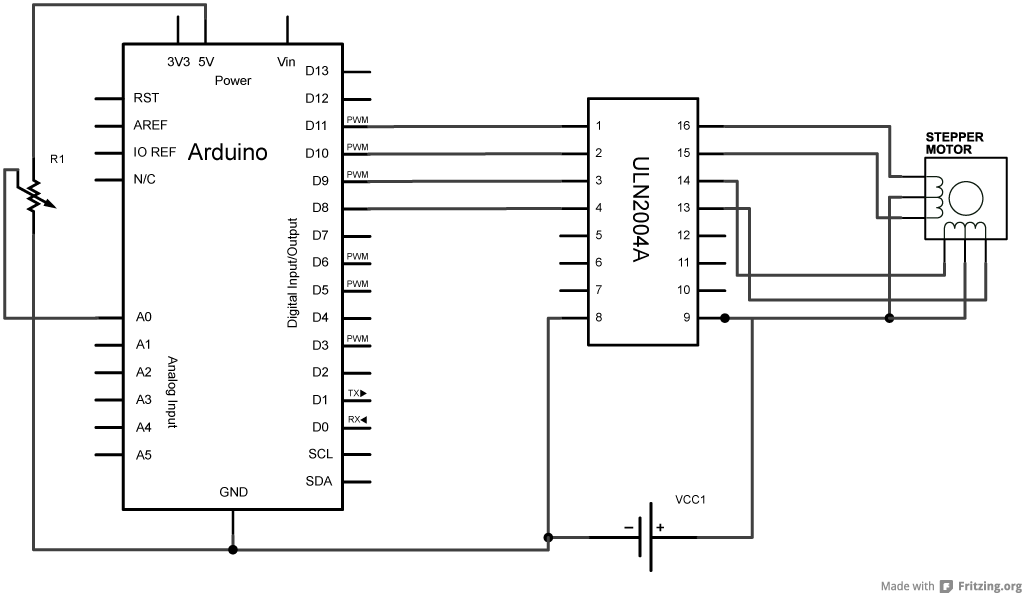 3V3 5V Vin
Power
RST
AREF
IO REF
N/C
Arduino
R1
D13
D12
PWM
D11
PWM
D10
PWM
D9
PWM
D8
D7
PWM
D6
PWM
D5
D4
PWM
D3
D2
TX▶
D1
RX◀
D0
SCL
SDA
Digital Input/Output
A0
A1
A2
A3
A4
A5
Analog Input
GND
1
2
3
4
5
6
7
8
ULN2004A
16
15
14
13
12
11
10
9
STEPPER
MOTOR
VCC1
− +
Made with Fritzing.org